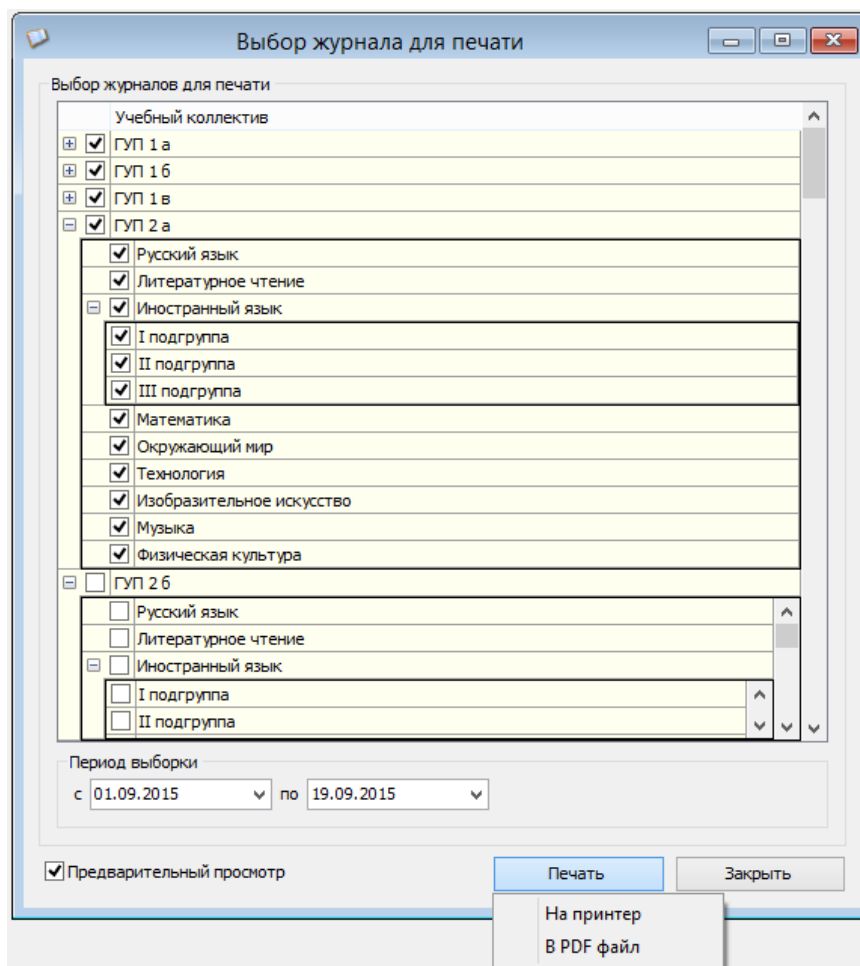 Выбор журнала для печати
Выбор журналов для печати
Учебный коллектив
ГУП 1 а
ГУП 1 б
ГУП 1 в
ГУП 2 а
Русский язык
Литературное чтение
Иностранный язык
I подгруппа
II подгруппа
III подгруппа
Математика
Окружающий мир
Технология
Изобразительное искусство
Музыка
Физическая культура
ГУП 2 б
Русский язык
Литературное чтение
Иностранный язык
I подгруппа
II подгруппа
Период выборки
с 01.09.2015 по 19.09.2015
Предварительный просмотр Печать Закрыть
На принтер
В PDF файл